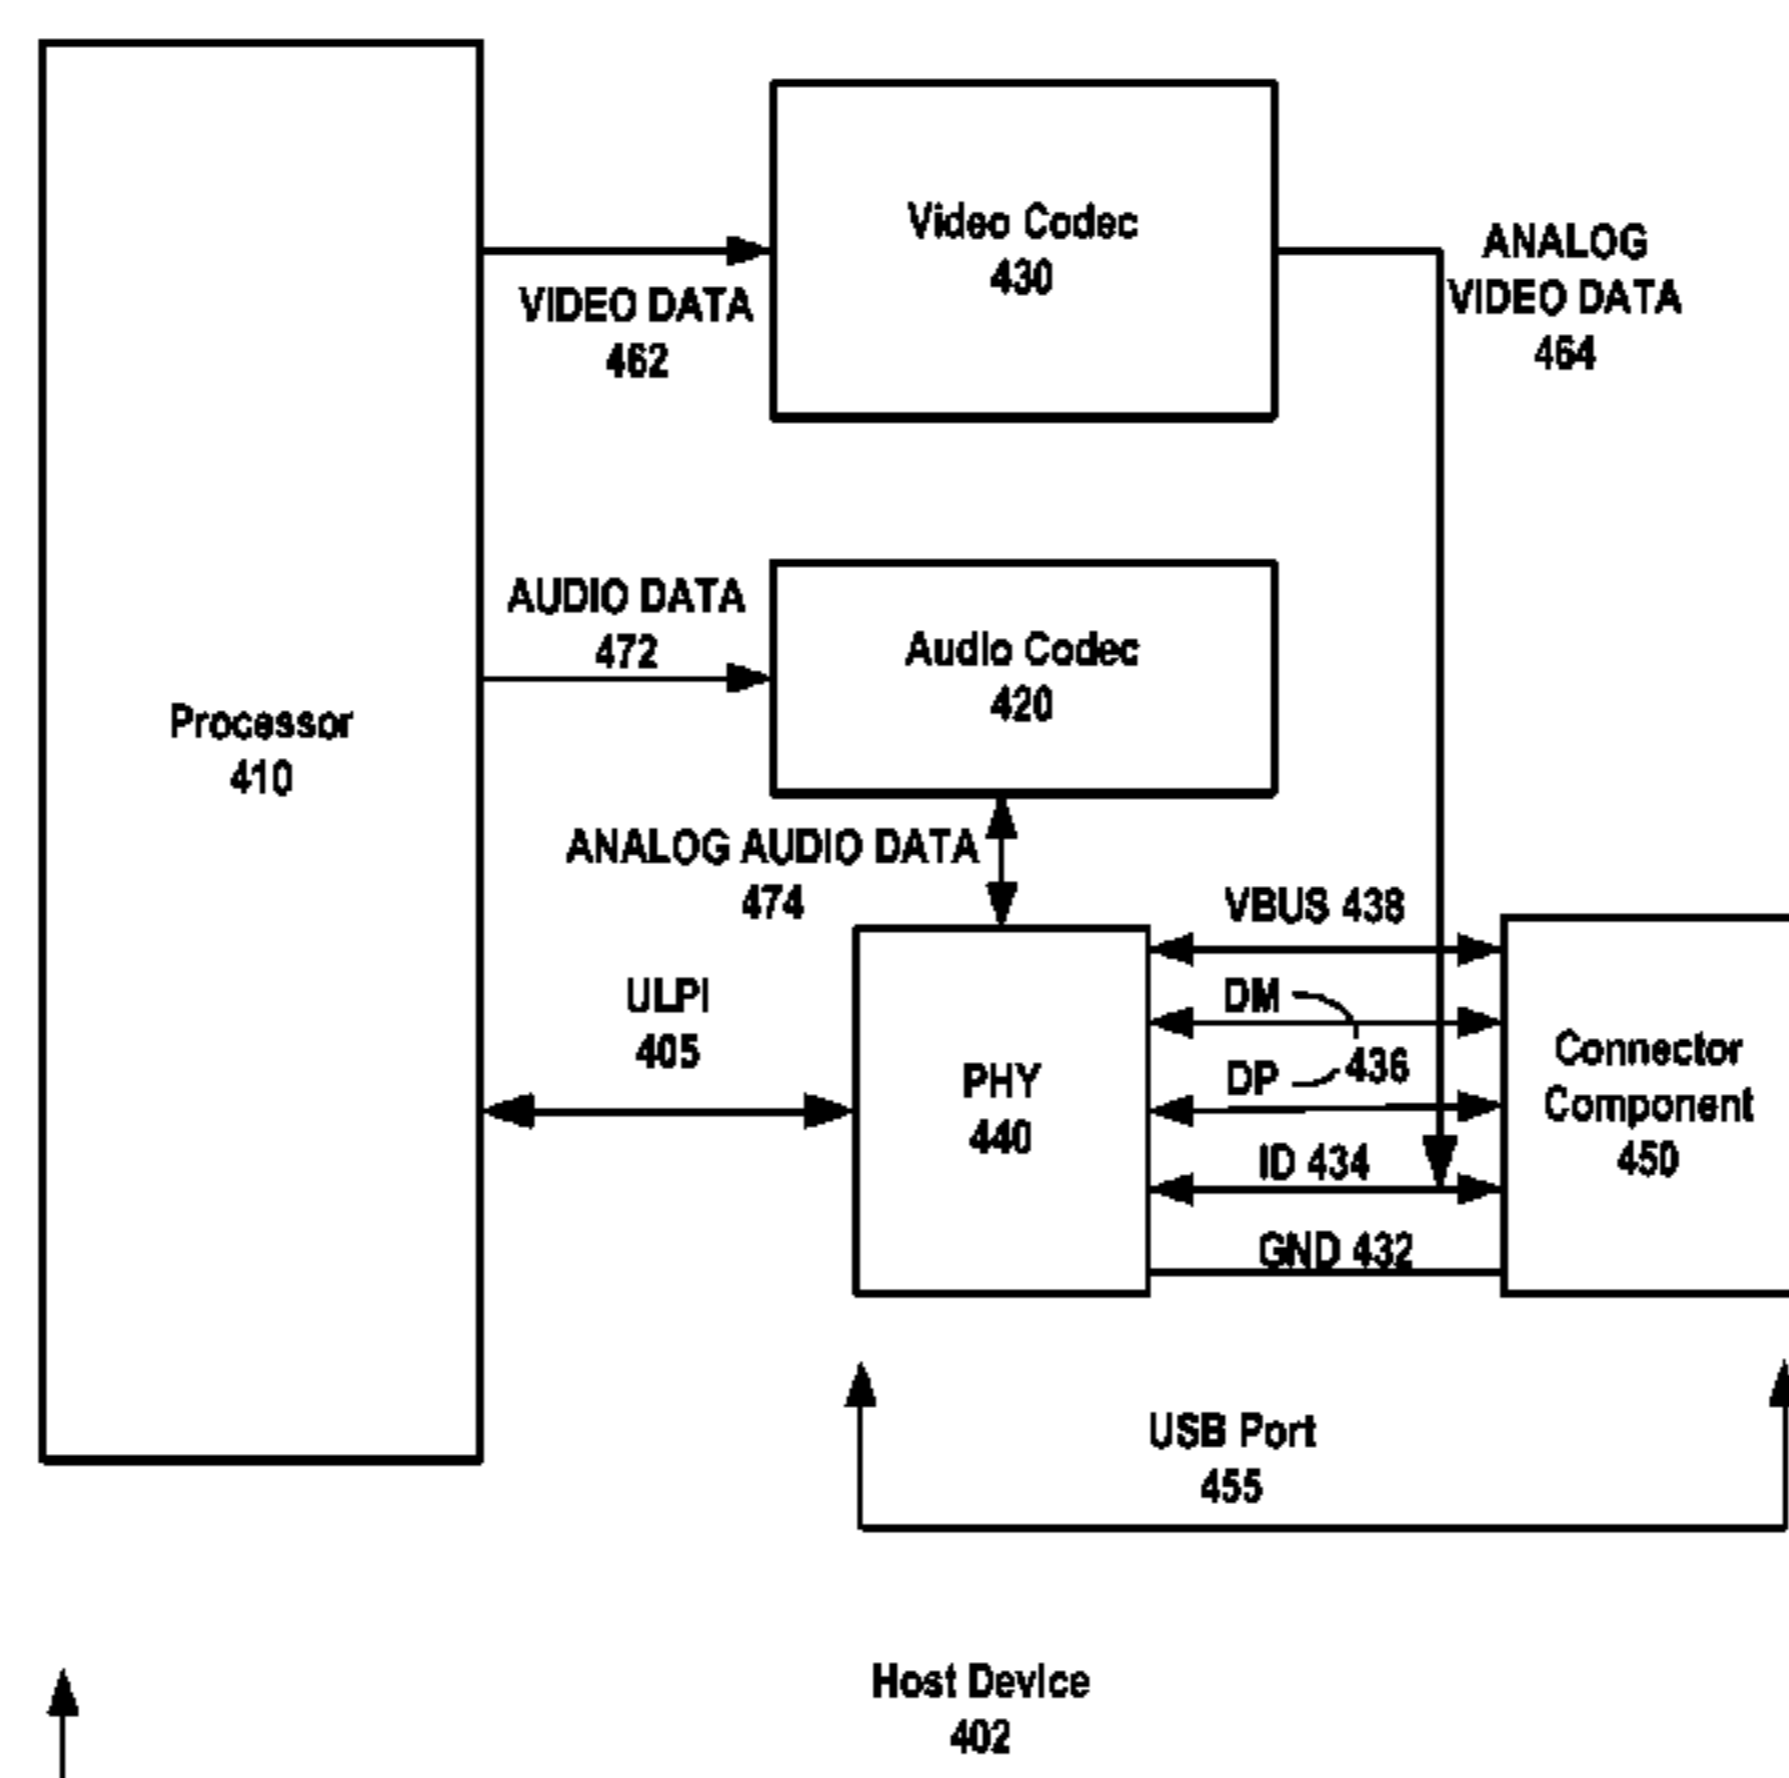 Video Codec
430
ANALOG
VIDEO DATA
464
VIDEO DATA
462
AUDIO DATA
472
Audio Codec
420
Processor
410
ANALOG AUDIO DATA
474
VBUS 438
ULPI
405
DM
DP
436
PHY
440
Connector
Component
450
ID 434
GND 432
USB Port
455
Host Device
402